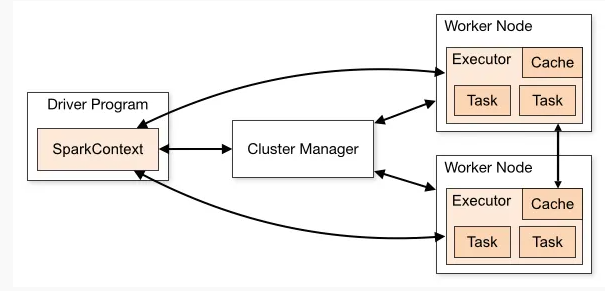 Driver Program
SparkContext
Cluster Manager
Worker Node
Executor
Cache
Task
Task
Worker Node
Executor
Cache
Task
Task